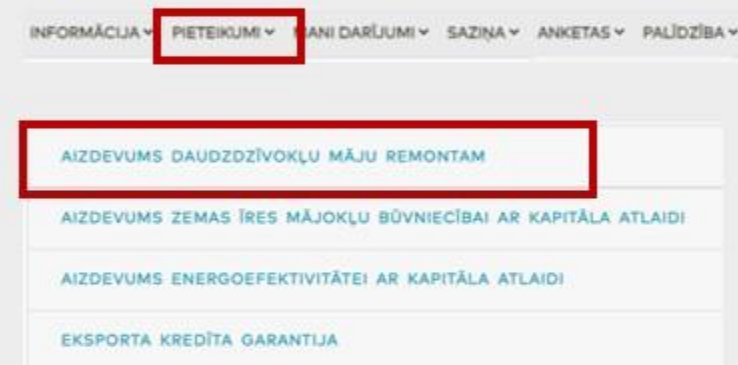 INFORMĀCIJA PIETEIKUMI MANI DARĪJUMI SAZIŅA ANKETAS PALĪDZĪBA
AIZDEVUMS DAUDZDZĪVOKĻU MĀJU REMONTAM
AIZDEVUMS ZEMAS ĪRES MĀJOKĻU BŪVNIECĪBAI AR KAPITĀLA ATLAIDI
AIZDEVUMS ENERGOEFEKTIVITĀTEI AR KAPITĀLA ATLAIDI
EKSPORTA KREDĪTA GARANTIJA